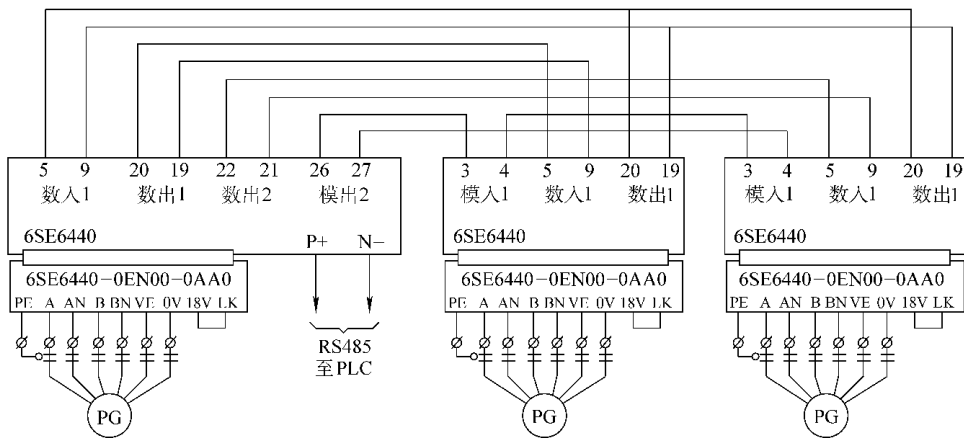 5 9 20 19 22 21 26 27
数入1 数出1 数出2 模出2
6SE6440
P+ N-
6SE6440-0EN00-0AA0
PE A AN B BN VE 0V 18V LK
PG
RS485
至PLC
3 4 5 9 20 19
模入1 数入1 数出1
6SE6440
6SE6440-0EN00-0AA0
PE A AN B BN VE 0V 18V LK
PG
3 4 5 9 20 19
模入1 数入1 数出1
6SE6440
6SE6440-0EN00-0AA0
PE A AN B BN VE 0V 18V LK
PG